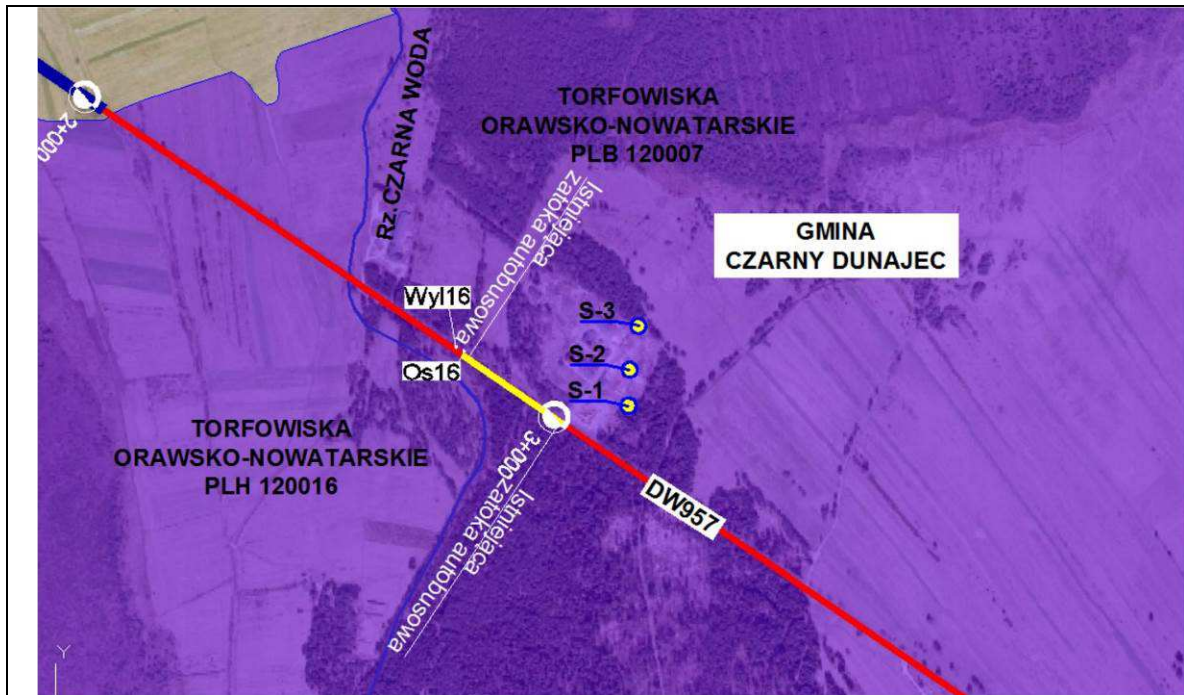 2+000
Rz.CZARNA WODA
TORFOWISKA
ORAWSKO-NOWATARSKIE
PLB 120007
Istniejąca
zatoka autobusowa
GMINA
CZARNY DUNAJEC
Wyl16
Os16
S-3
S-2
S-1
TORFOWISKA
ORAWSKO-NOWATARSKIE
PLH 120016
3+000
Istniejąca
zatoka autobusowa
DW957
Y